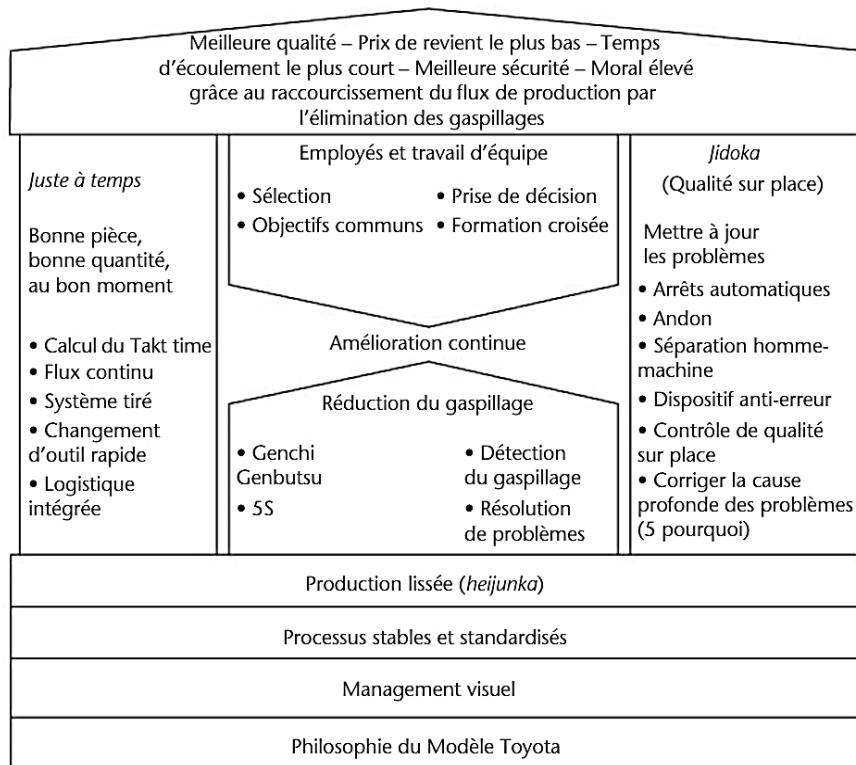 Meilleure qualité – Prix de revient le plus bas – Temps
d'écoulement le plus court – Meilleure sécurité – Moral élevé
grâce au raccourcissement du flux de production par
l'élimination des gaspillages
Juste à temps
Bonne pièce,
bonne quantité,
au bon moment
• Calcul du Takt time
• Flux continu
• Système tiré
• Changement
d'outil rapide
• Logistique
intégrée
Employés et travail d'équipe
• Sélection
• Prise de décision
• Objectifs communs
• Formation croisée
Amélioration continue
Réduction du gaspillage
• Genchi
Genbutsu
• 5S
• Détection
du gaspillage
• Résolution
de problèmes
Jidoka
(Qualité sur place)
Mettre à jour
les problèmes
• Arrêts automatiques
• Andon
• Séparation homme-
machine
• Dispositif anti-erreur
• Contrôle de qualité
sur place
• Corriger la cause
profonde des problèmes
(5 pourquoi)
Production lissée (heijunka)
Processus stables et standardisés
Management visuel
Philosophie du Modèle Toyota